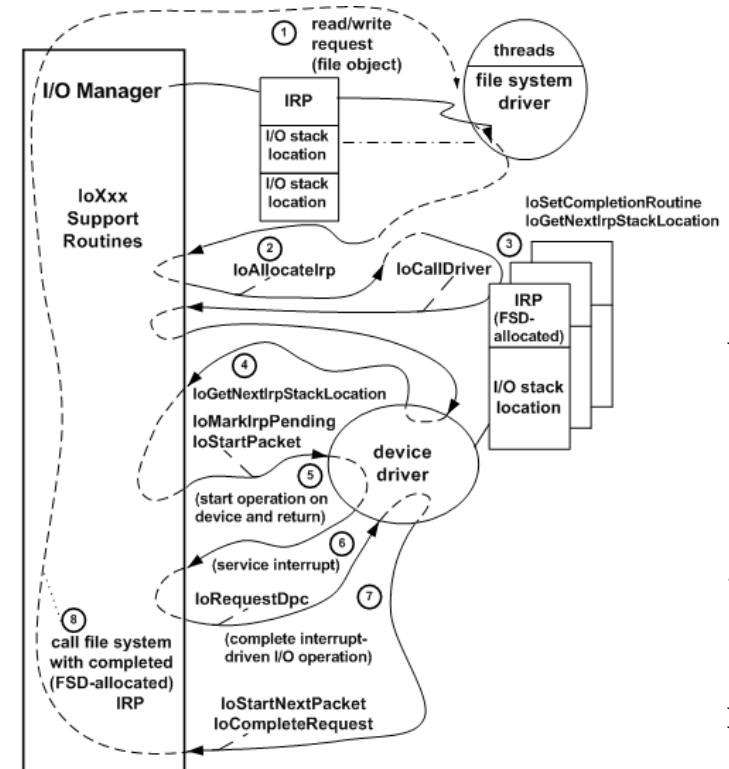 1
read/write
request
(file object)
threads
file system
driver
I/O Manager
IRP
I/O stack
location
I/O stack
location
IoXxx
Support
Routines
IoSetCompletionRoutine
IoGetNextIrpStackLocation
2
IoAllocateIrp
IoCallDriver
3
IRP
(FSD-
allocated)
I/O stack
location
4
IoGetNextIrpStackLocation
IoMarkIrpPending
IoStartPacket
device
driver
5
(start operation on
device and return)
6
(service interrupt)
IoRequestDpc
7
(complete interrupt-
driven I/O operation)
8
call file system
with completed
(FSD-allocated)
IRP
IoStartNextPacket
IoCompleteRequest